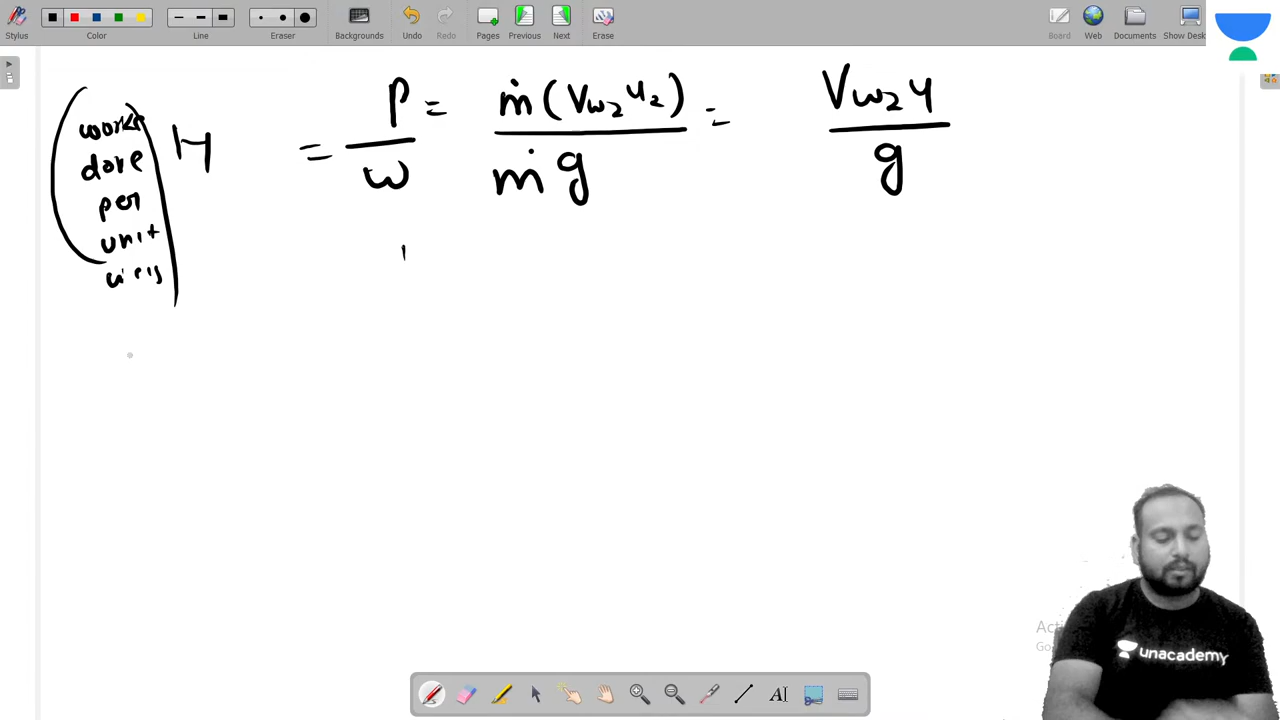 Stylus Color Line Eraser Backgrounds Undo Redo Pages Previous Next Erase Board Web Documents Show Desk
H = P/w = ṁ(Vw₂u₂)/ṁg = Vw₂u/g
work
done
per
unit
unacademy